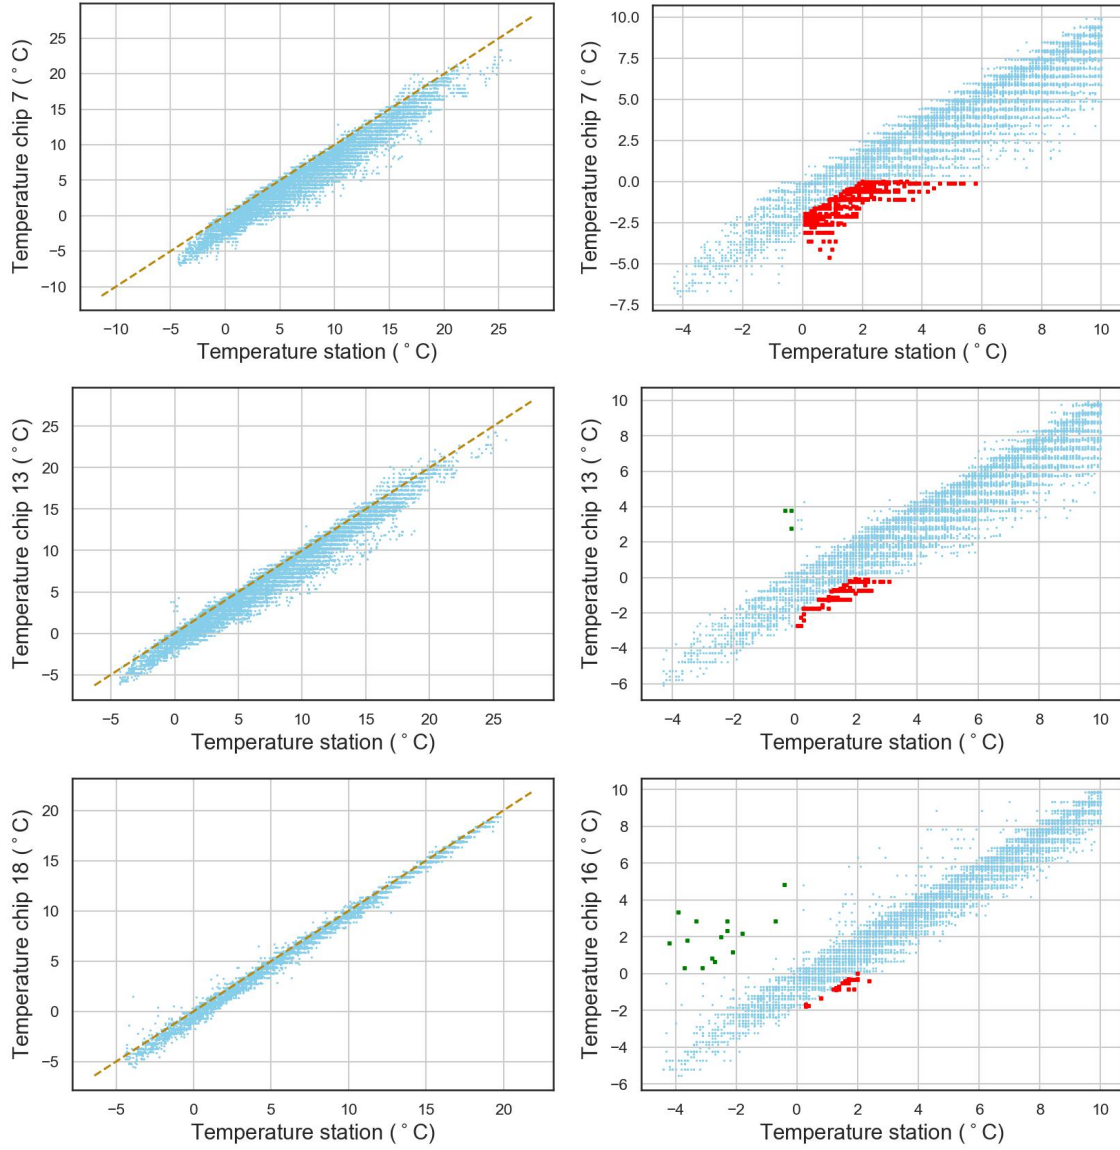 25
20
15
10
5
0
−5
−10
Temperature chip 7 (°C)
−10 −5 0 5 10 15 20 25
Temperature station (°C)
10.0
7.5
5.0
2.5
0.0
−2.5
−5.0
−7.5
Temperature chip 7 (°C)
−4 −2 0 2 4 6 8 10
Temperature station (°C)
25
20
15
10
5
0
−5
Temperature chip 13 (°C)
−5 0 5 10 15 20 25
Temperature station (°C)
10
8
6
4
2
0
−2
−4
−6
Temperature chip 13 (°C)
−4 −2 0 2 4 6 8 10
Temperature station (°C)
20
15
10
5
0
−5
Temperature chip 18 (°C)
−5 0 5 10 15 20
Temperature station (°C)
10
8
6
4
2
0
−2
−4
−6
Temperature chip 16 (°C)
−4 −2 0 2 4 6 8 10
Temperature station (°C)